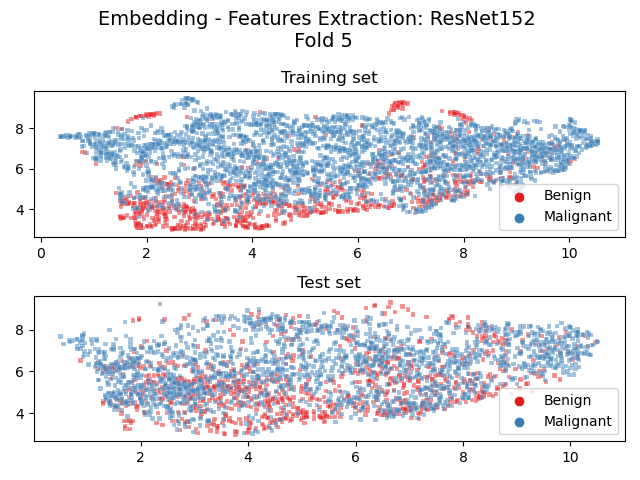 Embedding - Features Extraction: ResNet152
Fold 5
Training set
8
6
4
Benign
Malignant
0 2 4 6 8 10
Test set
8
6
4
Benign
Malignant
2 4 6 8 10